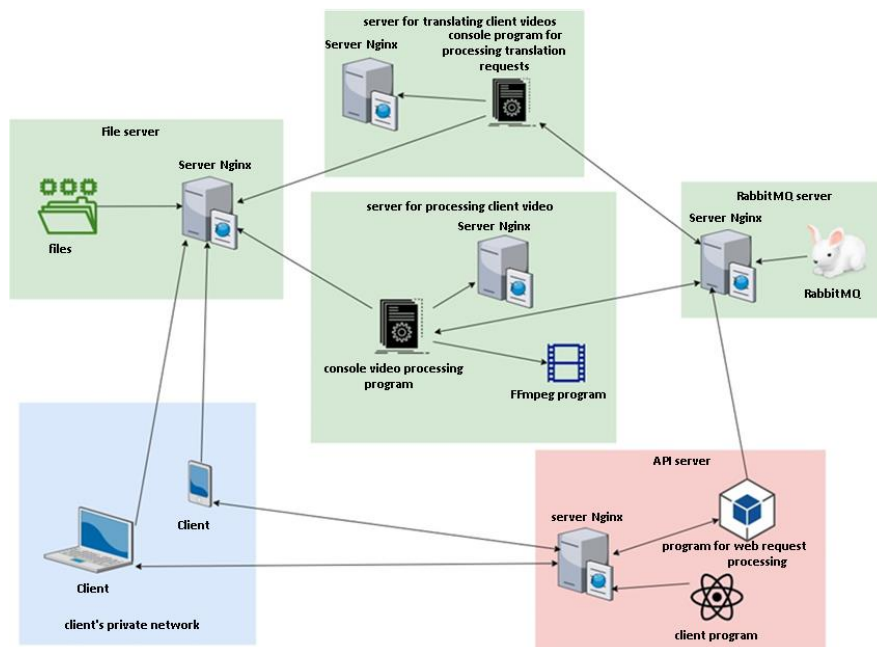 server for translating client videos
Server Nginx
console program for
processing translation
requests
File server
Server Nginx
files
server for processing client video
Server Nginx
console video processing
program
FFmpeg program
RabbitMQ server
Server Nginx
RabbitMQ
Client
Client
client's private network
API server
server Nginx
program for web request
processing
client program